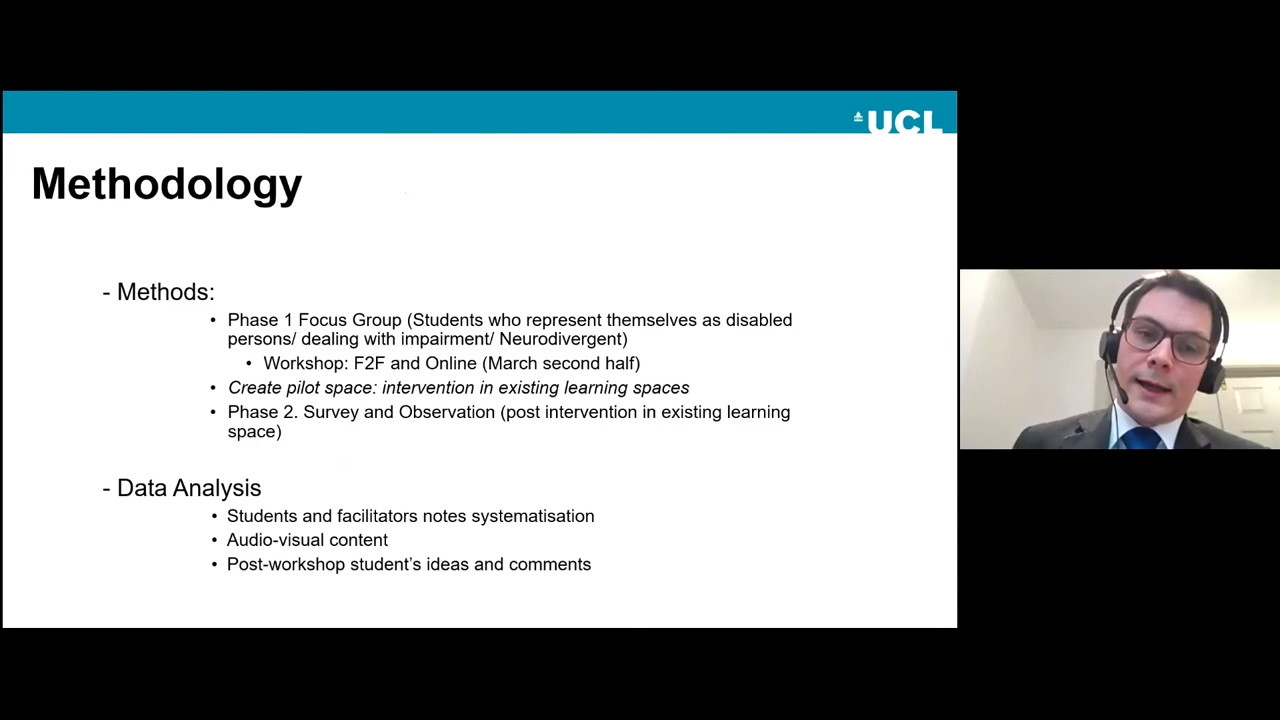 UCL
Methodology
- Methods:
• Phase 1 Focus Group (Students who represent themselves as disabled
persons/ dealing with impairment/ Neurodivergent)
• Workshop: F2F and Online (March second half)
• Create pilot space: intervention in existing learning spaces
• Phase 2. Survey and Observation (post intervention in existing learning
space)
- Data Analysis
• Students and facilitators notes systematisation
• Audio-visual content
• Post-workshop student’s ideas and comments